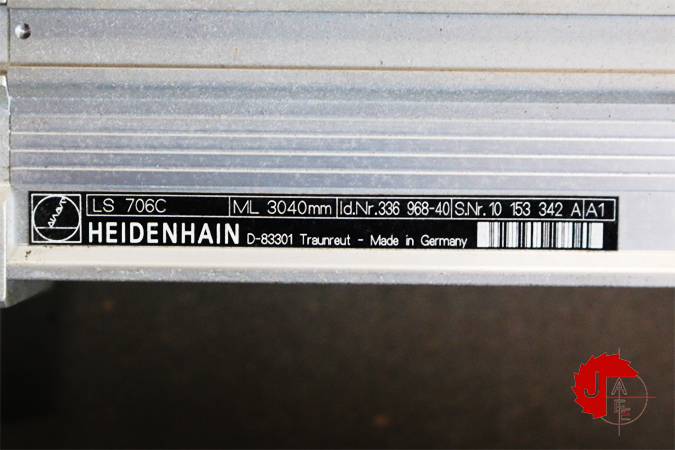 LS 706C ML 3040mm Id.Nr.336 968-40 S.Nr. 10 153 342 A A1
HEIDENHAIN D-83301 Traunreut - Made in Germany
J
A